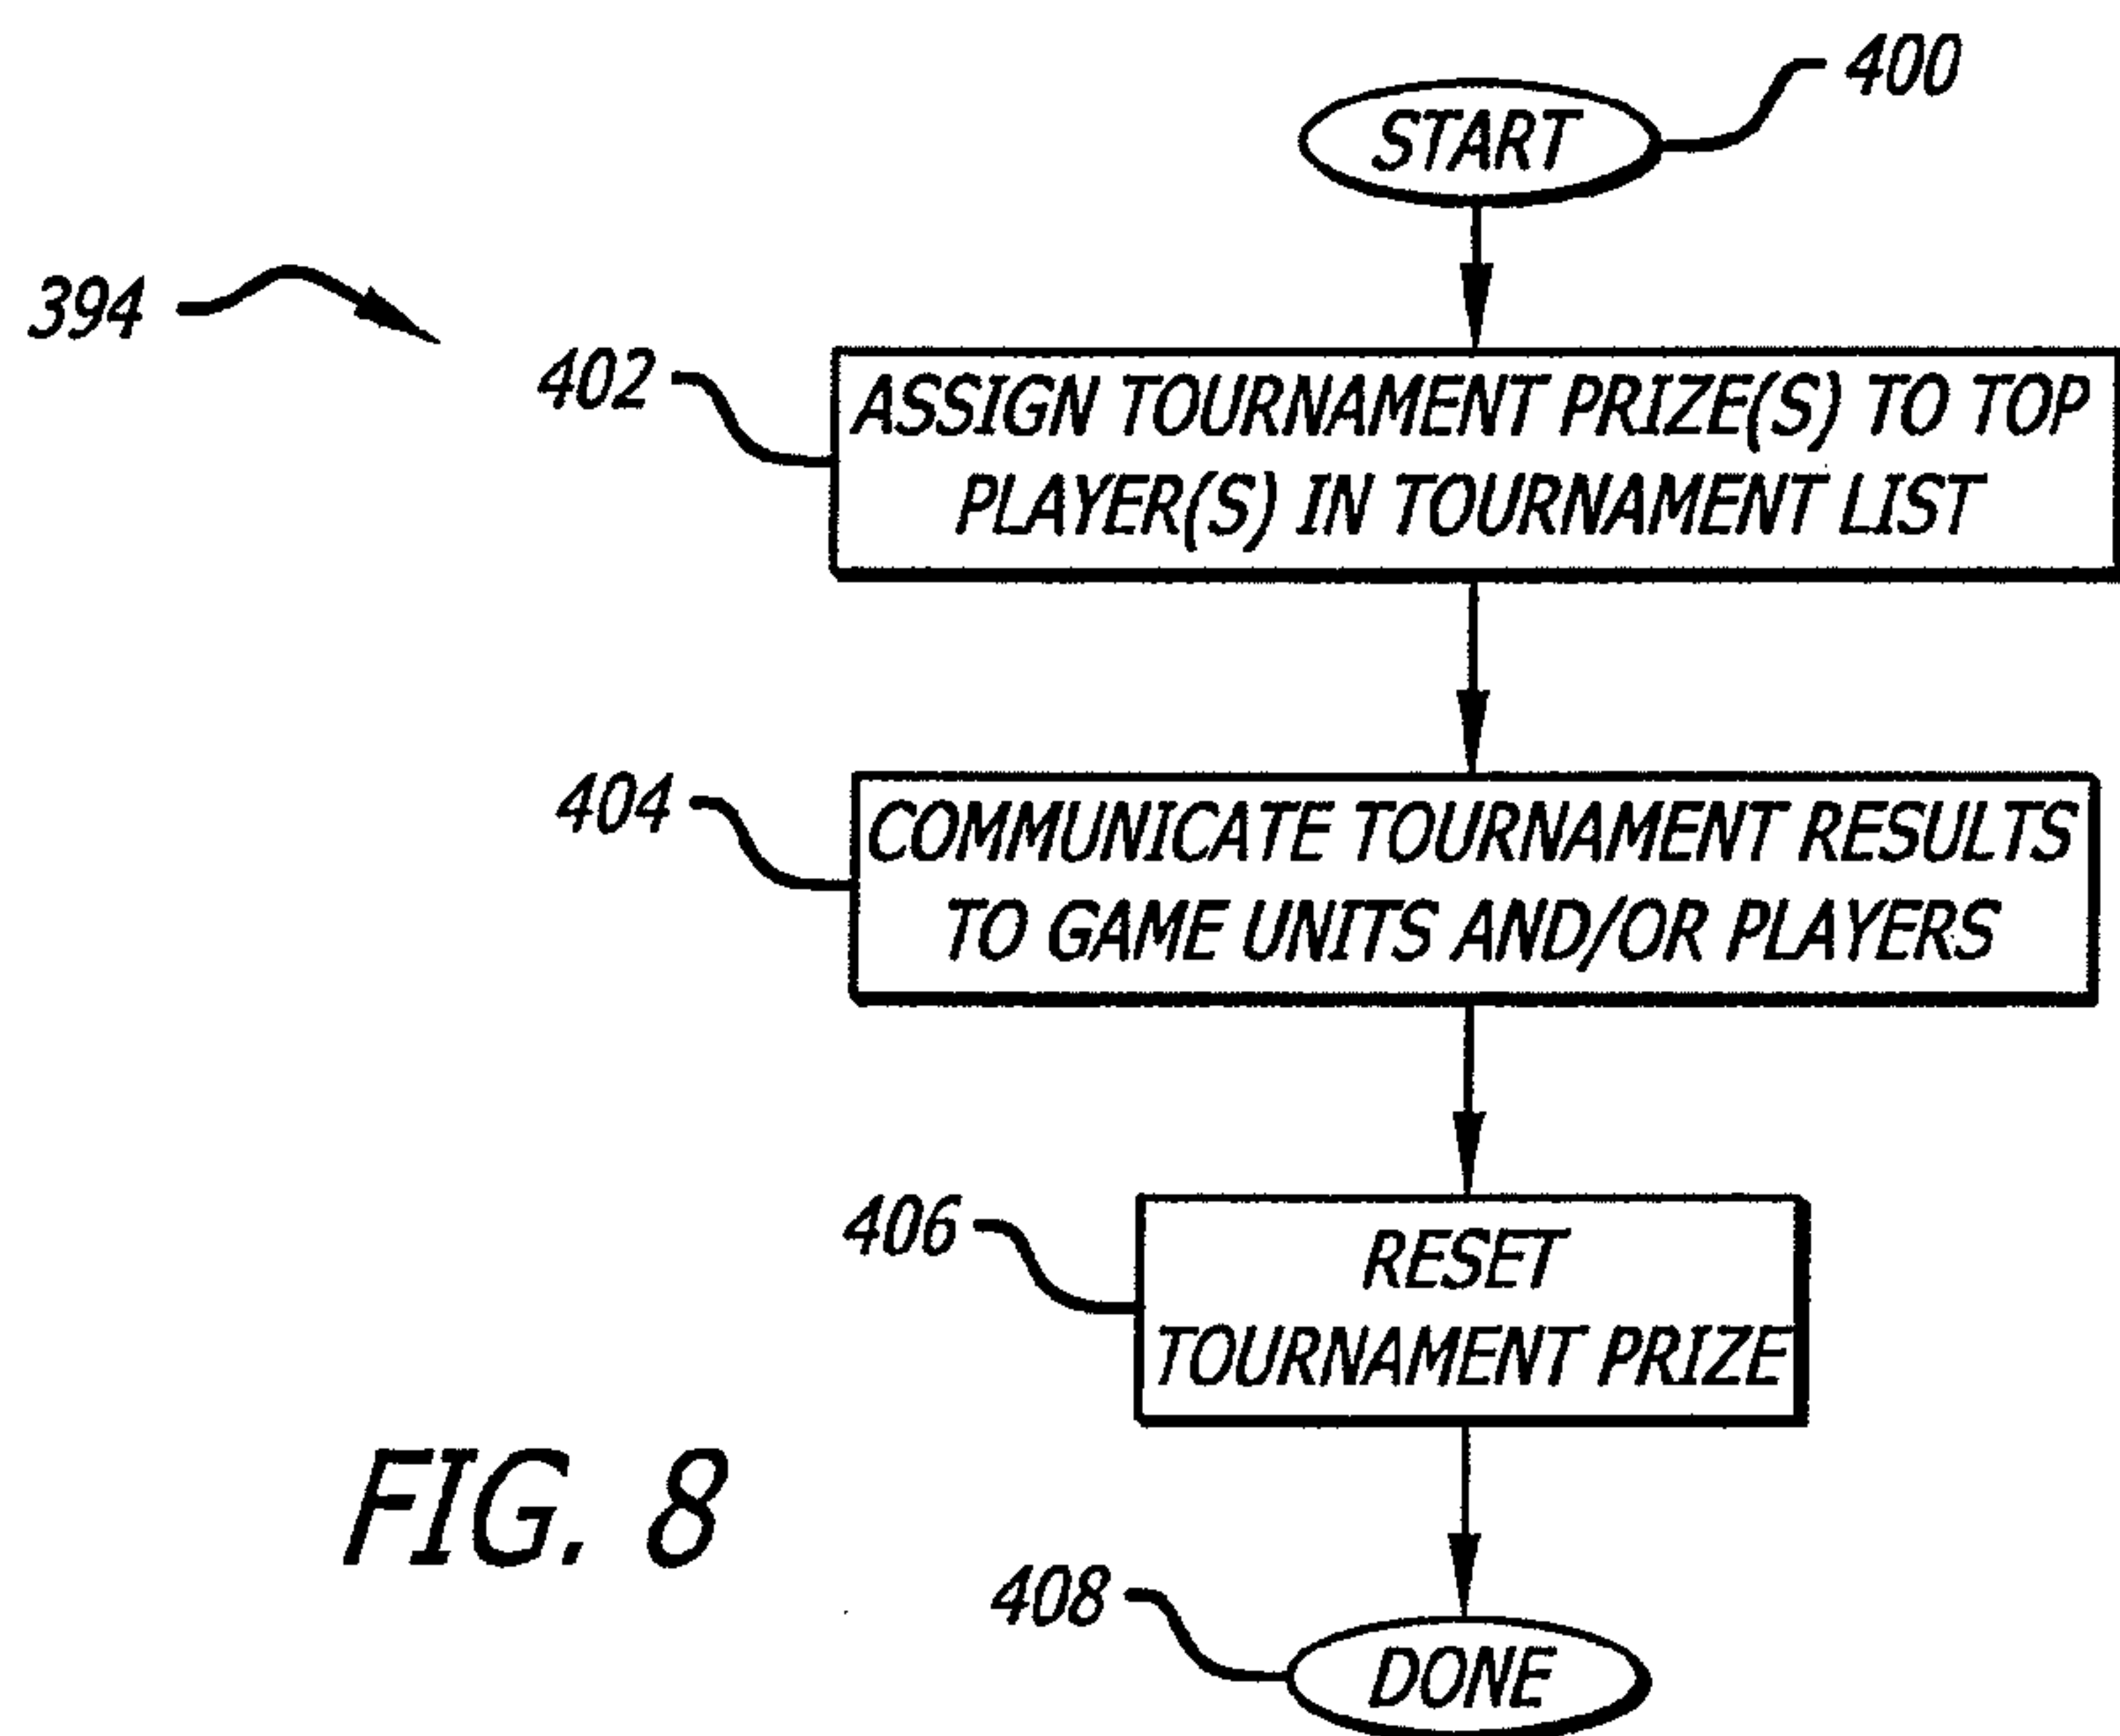 400
START
394
402
ASSIGN TOURNAMENT PRIZE(S) TO TOP
PLAYER(S) IN TOURNAMENT LIST
404
COMMUNICATE TOURNAMENT RESULTS
TO GAME UNITS AND/OR PLAYERS
406
RESET
TOURNAMENT PRIZE
FIG. 8
408
DONE